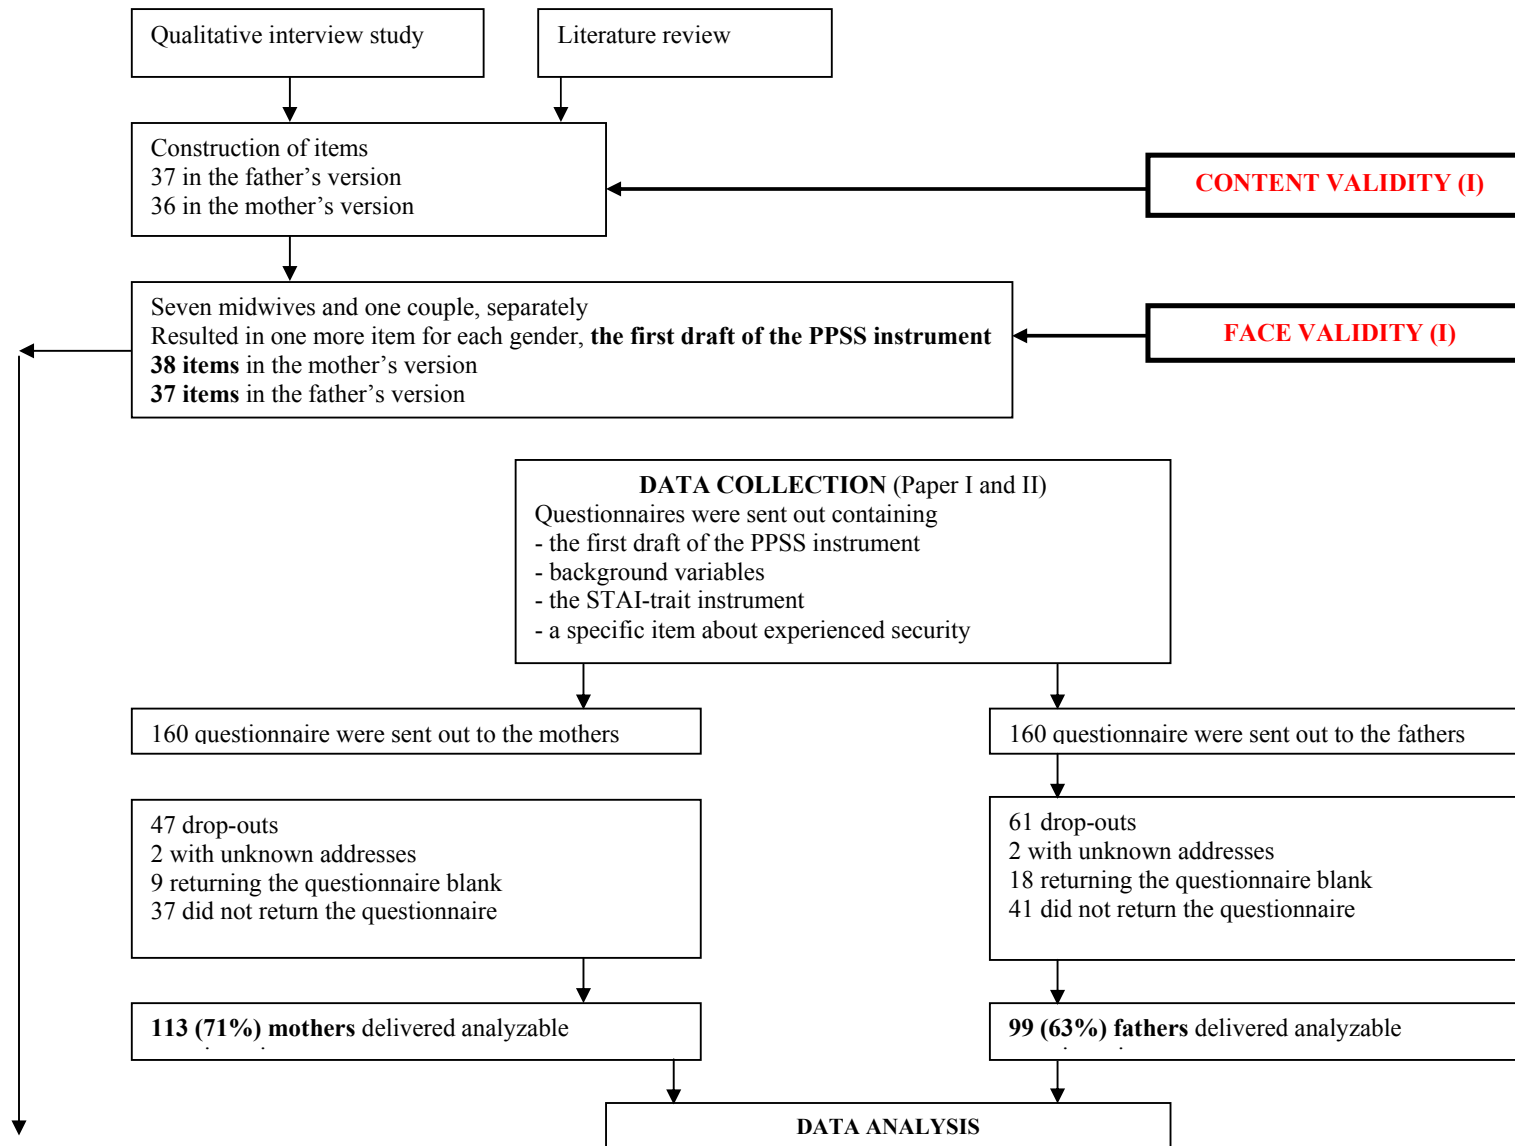 Qualitative interview study
Literature review
Construction of items
37 in the father’s version
36 in the mother’s version
CONTENT VALIDITY (I)
Seven midwives and one couple, separately
Resulted in one more item for each gender, the first draft of the PPSS instrument
38 items in the mother’s version
37 items in the father’s version
FACE VALIDITY (I)
DATA COLLECTION (Paper I and II)
Questionnaires were sent out containing
- the first draft of the PPSS instrument
- background variables
- the STAI-trait instrument
- a specific item about experienced security
160 questionnaire were sent out to the mothers
160 questionnaire were sent out to the fathers
47 drop-outs
2 with unknown addresses
9 returning the questionnaire blank
37 did not return the questionnaire
61 drop-outs
2 with unknown addresses
18 returning the questionnaire blank
41 did not return the questionnaire
113 (71%) mothers delivered analyzable
99 (63%) fathers delivered analyzable
DATA ANALYSIS